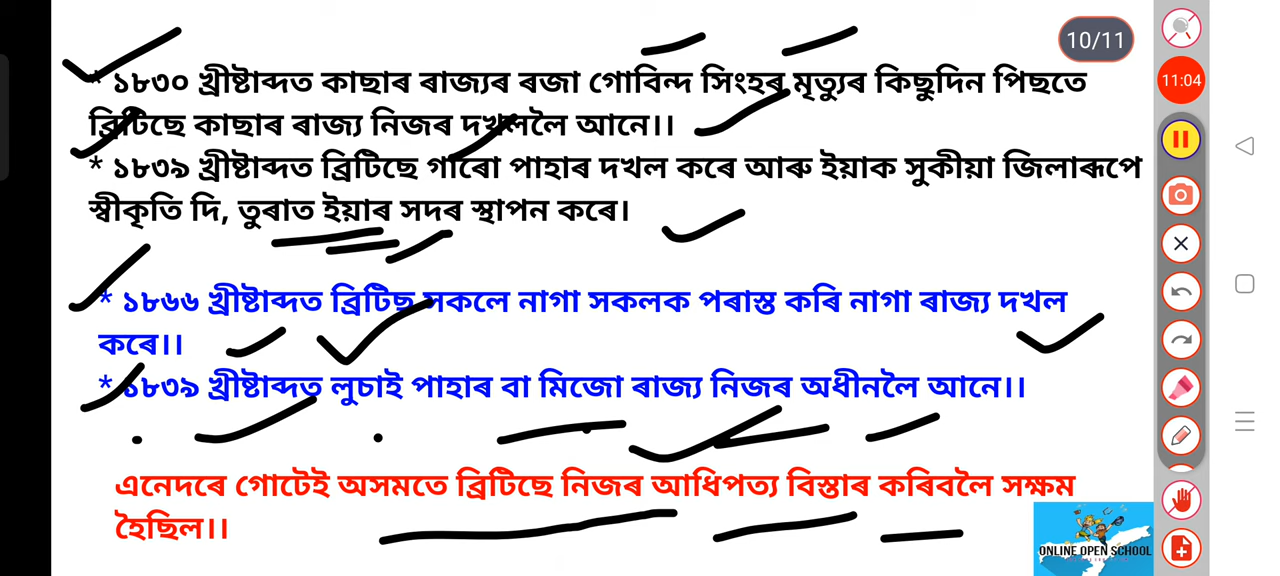 10/11
* ১৮৩০ খ্ৰীষ্টাব্দত কাছাৰ ৰাজ্যৰ ৰজা গোবিন্দ সিংহৰ মৃত্যুৰ কিছুদিন পিছতে
11:04
ব্ৰিটিছে কাছাৰ ৰাজ্য নিজৰ দখললৈ আনে।।
* ১৮৩৯ খ্ৰীষ্টাব্দত ব্ৰিটিছে গাৰো পাহাৰ দখল কৰে আৰু ইয়াক সুকীয়া জিলাৰূপে
স্বীকৃতি দি, তুৰাত ইয়াৰ সদৰ স্থাপন কৰে।
* ১৮৬৬ খ্ৰীষ্টাব্দত ব্ৰিটিছ সকলে নাগা সকলক পৰাস্ত কৰি নাগা ৰাজ্য দখল
কৰে।।
* ১৮৩৯ খ্ৰীষ্টাব্দত লুচাই পাহাৰ বা মিজো ৰাজ্য নিজৰ অধীনলৈ আনে।।
এনেদৰে গোটেই অসমতে ব্ৰিটিছে নিজৰ আধিপত্য বিস্তাৰ কৰিবলৈ সক্ষম
হৈছিল।।
ONLINE OPEN SCHOOL